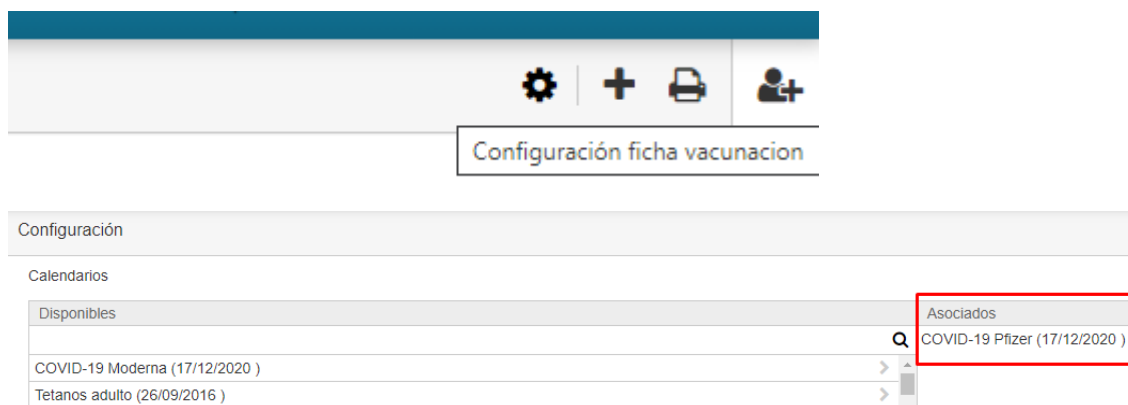 Configuración ficha vacunacion
Configuración
Calendarios
Disponibles
Asociados
COVID-19 Pfizer (17/12/2020 )
COVID-19 Moderna (17/12/2020 )
Tetanos adulto (26/09/2016 )